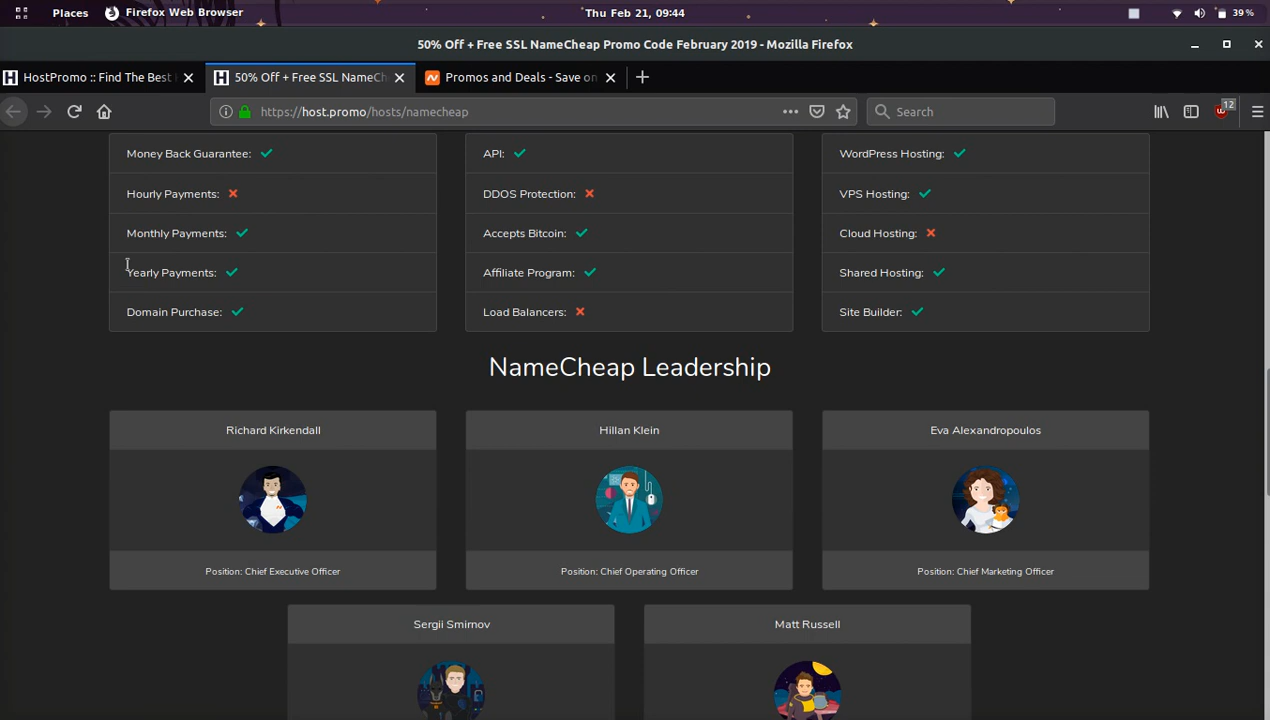 Places Firefox Web Browser Thu Feb 21, 09:44 39 %
50% Off + Free SSL NameCheap Promo Code February 2019 - Mozilla Firefox
HostPromo :: Find The Best 50% Off + Free SSL NameCh Promos and Deals - Save on
https://host.promo/hosts/namecheap Search 12
Money Back Guarantee: API: WordPress Hosting:
Hourly Payments: DDOS Protection: VPS Hosting:
Monthly Payments: Accepts Bitcoin: Cloud Hosting:
Yearly Payments: Affiliate Program: Shared Hosting:
Domain Purchase: Load Balancers: Site Builder:
NameCheap Leadership
Richard Kirkendall Hillan Klein Eva Alexandropoulos
Position: Chief Executive Officer Position: Chief Operating Officer Position: Chief Marketing Officer
Sergii Smirnov Matt Russell